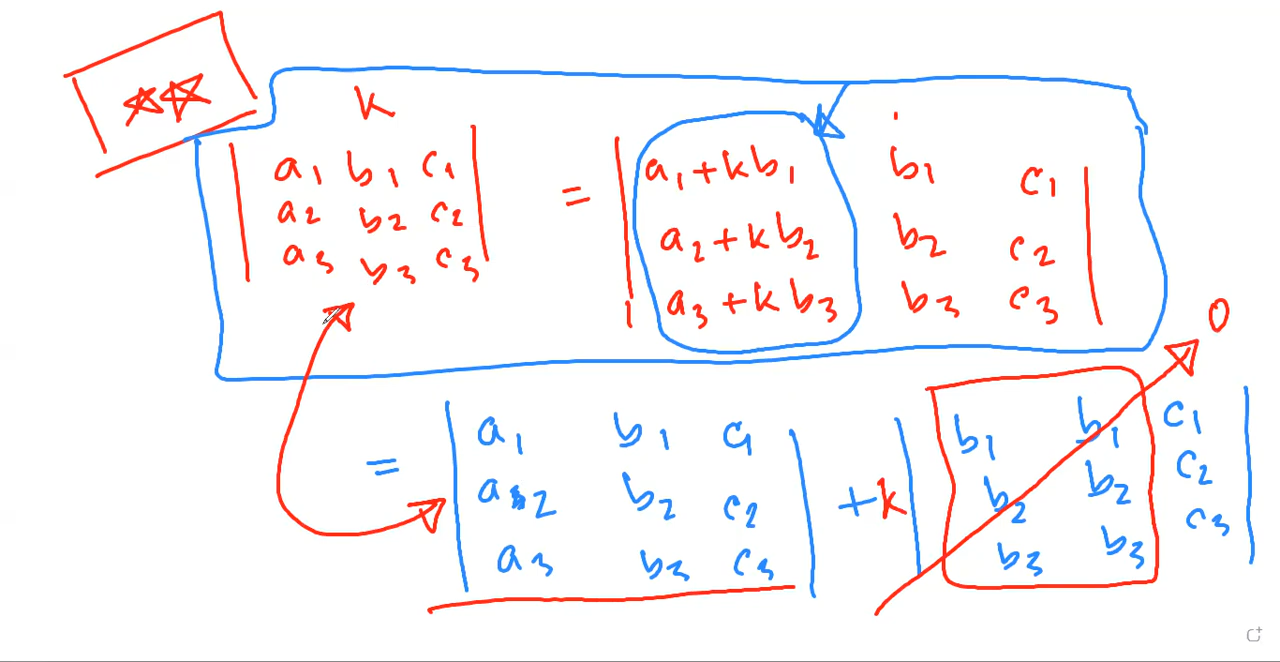 k
| a₁ b₁ c₁ | = | a₁+kb₁ b₁ c₁ |
| a₂ b₂ c₂ | | a₂+kb₂ b₂ c₂ |
| a₃ b₃ c₃ | | a₃+kb₃ b₃ c₃ |
0
= | a₁ b₁ c₁ | +k | b₁ b₁ c₁ |
| a₂ b₂ c₂ | | b₂ b₂ c₂ |
| a₃ b₃ c₃ | | b₃ b₃ c₃ |